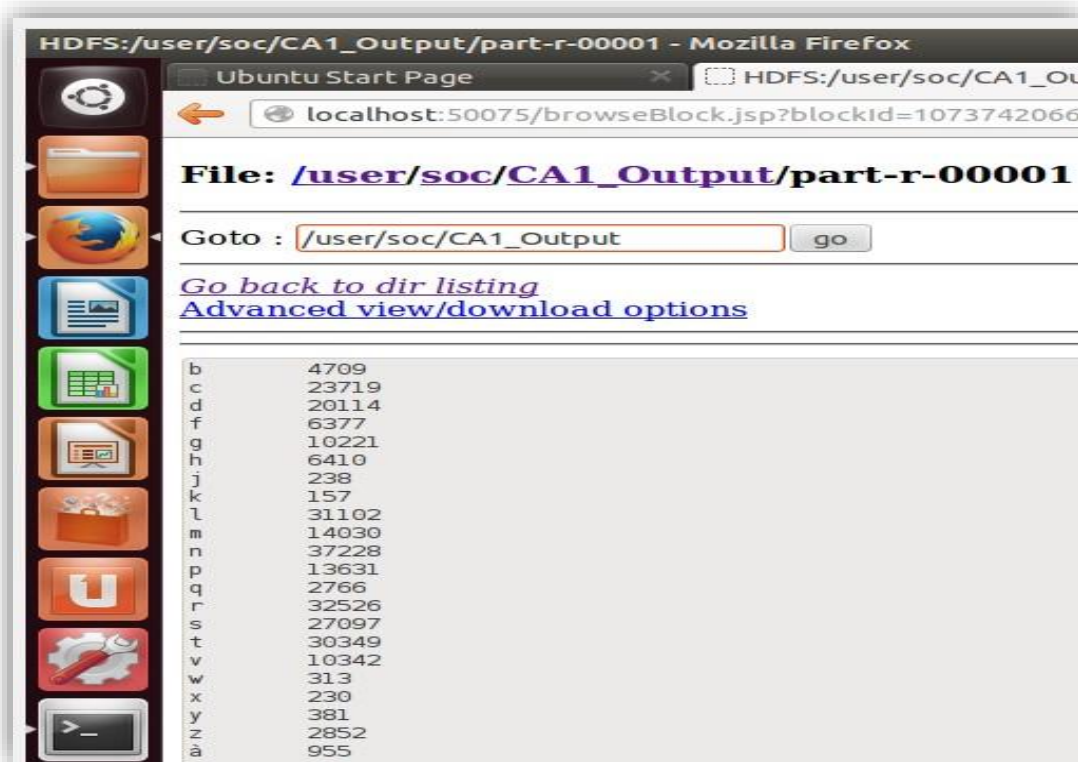 HDFS:/user/soc/CA1_Output/part-r-00001 - Mozilla Firefox
Ubuntu Start Page
HDFS:/user/soc/CA1_Ou
localhost:50075/browseBlock.jsp?blockId=1073742066
File: /user/soc/CA1_Output/part-r-00001
Goto : /user/soc/CA1_Output go
Go back to dir listing
Advanced view/download options
b 4709
c 23719
d 20114
f 6377
g 10221
h 6410
j 238
k 157
l 31102
m 14030
n 37228
p 13631
q 2766
r 32526
s 27097
t 30349
v 10342
w 313
x 230
y 381
z 2852
à 955